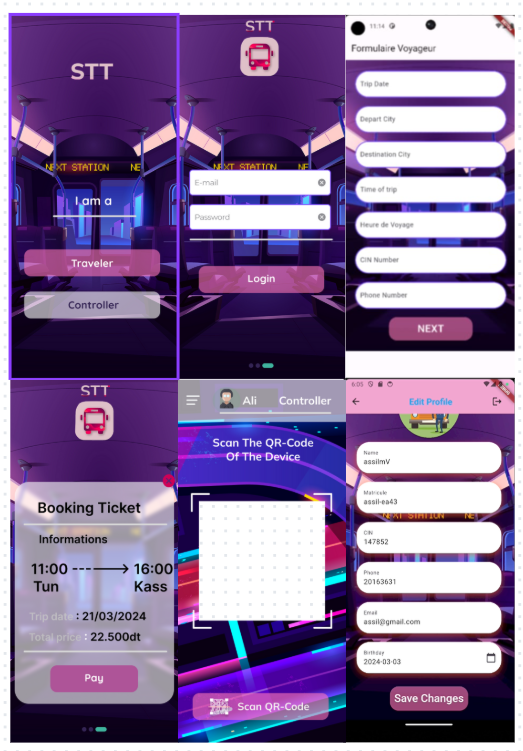 STT
NEXT STATION NE
I am a
Traveler
Controller
STT
NEXT STATION NE
E-mail
Password
Login
11:14
Formulaire Voyageur
Trip Date
Depart City
Destination City
Time of trip
Heure de Voyage
CIN Number
Phone Number
NEXT
STT
Booking Ticket
Informations
11:00 16:00
Tun Kass
Trip date : 21/03/2024
Total price : 22.500dt
Pay
Ali Controller
Scan The QR-Code
Of The Device
Scan QR-Code
6:05
Edit Profile
Name
assilmV
Matricule
assil-ea43
NEXT STATION NE
CIN
147852
Phone
20163631
Email
assil@gmail.com
Birthday
2024-03-03
Save Changes